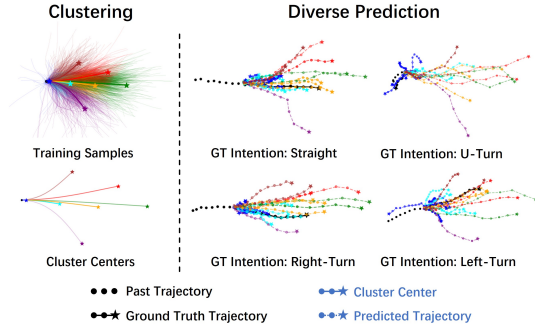 Clustering
Diverse Prediction
Training Samples
GT Intention: Straight
GT Intention: U-Turn
Cluster Centers
GT Intention: Right-Turn
GT Intention: Left-Turn
Past Trajectory
Cluster Center
Ground Truth Trajectory
Predicted Trajectory